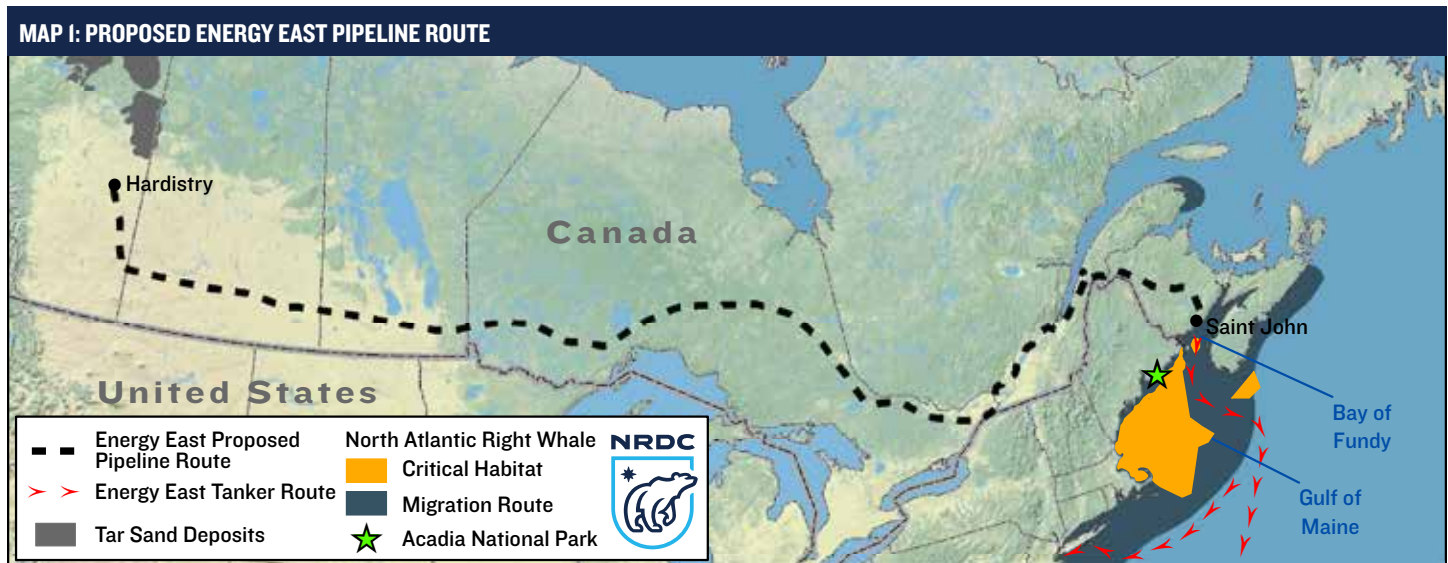 MAP 1: PROPOSED ENERGY EAST PIPELINE ROUTE
Hardistry
Canada
Saint John
United States
Bay of
Fundy
Gulf of
Maine
Energy East Proposed
Pipeline Route
Energy East Tanker Route
Tar Sand Deposits
North Atlantic Right Whale
Critical Habitat
Migration Route
Acadia National Park
NRDC